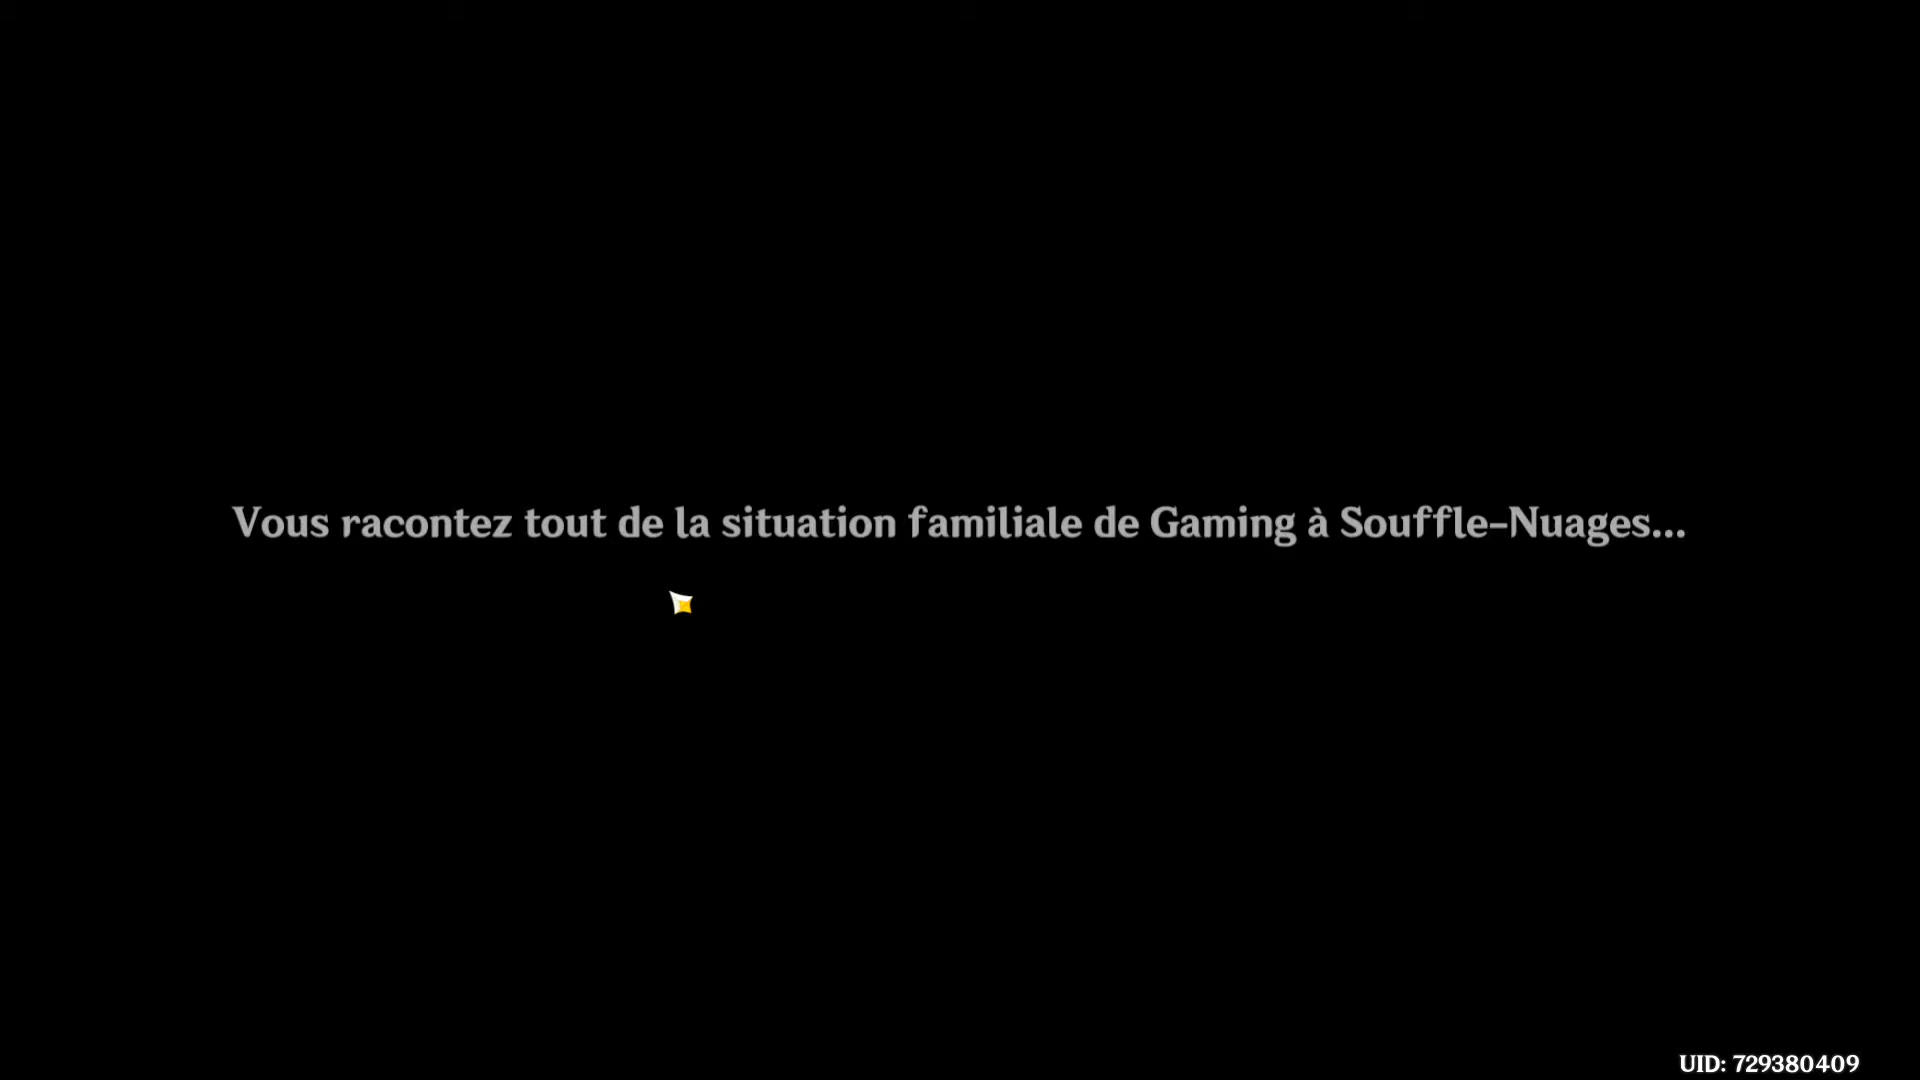 Vous racontez tout de la situation familiale de Gaming à Souffle-Nuages...
UID: 729380409